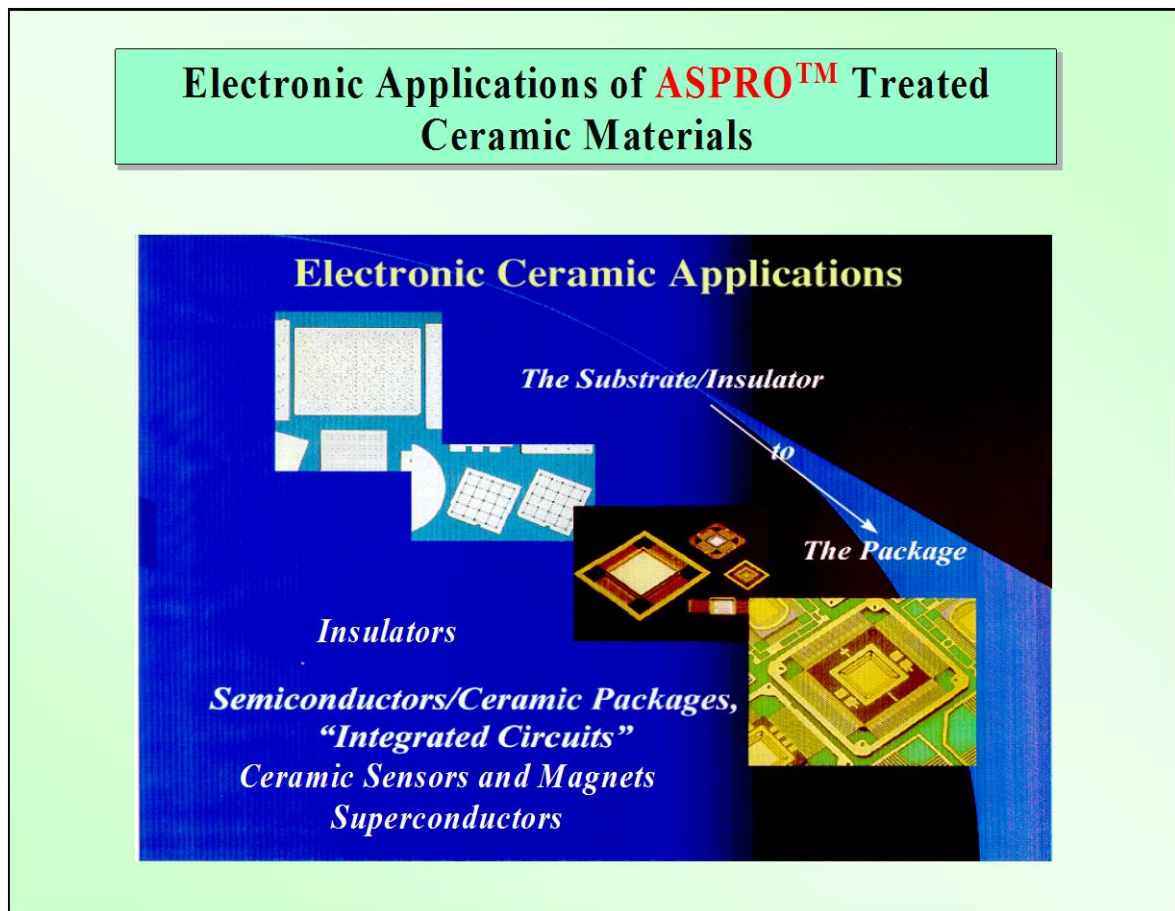 Electronic Applications of ASPRO™ Treated
Ceramic Materials
Electronic Ceramic Applications
The Substrate/Insulator
to
The Package
Insulators
Semiconductors/Ceramic Packages,
“Integrated Circuits”
Ceramic Sensors and Magnets
Superconductors